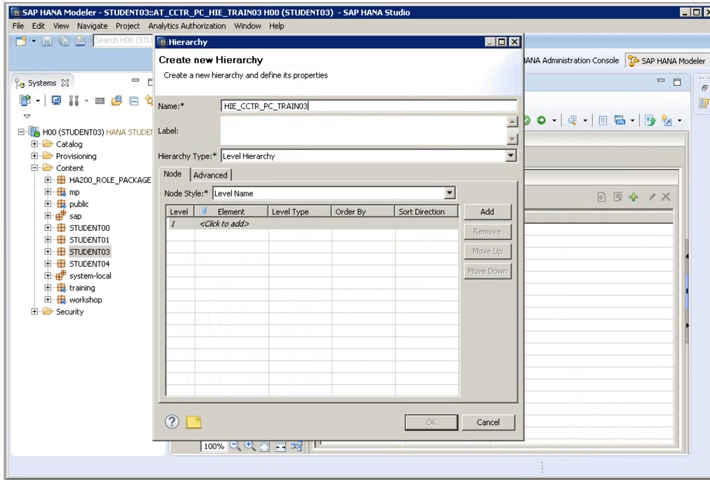 SAP HANA Modeler - STUDENT03::AT_CCTR_PC_HIE_TRAIN03 H00 (STUDENT03) - SAP HANA Studio
File Edit View Navigate Project Analytics Authorization Window Help
Search H00 (STU
ANA Administration Console SAP HANA Modeler
Systems
H00 (STUDENT03) HANA STUDEN
Catalog
Provisioning
Content
HA200_ROLE_PACKAGE
mp
public
sap
STUDENT00
STUDENT01
STUDENT03
STUDENT04
system-local
training
workshop
Security
Hierarchy
Create new Hierarchy
Create a new hierarchy and define its properties
Name:* HIE_CCTR_PC_TRAIN03
Label:
Hierarchy Type:* Level Hierarchy
Node Advanced
Node Style:* Level Name
Level Element Level Type Order By Sort Direction
1 <Click to add>
Add
Remove
Move Up
Move Down
OK Cancel
100%